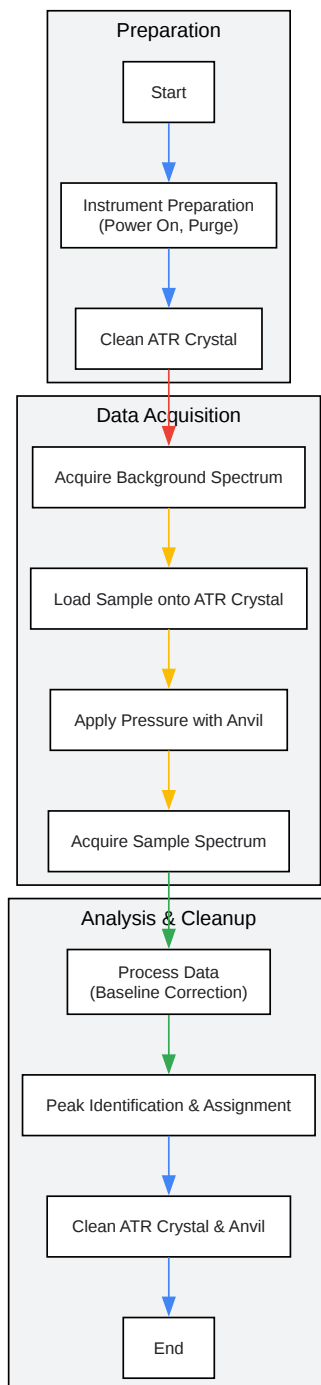 Preparation
Start
Instrument Preparation
(Power On, Purge)
Clean ATR Crystal
Data Acquisition
Acquire Background Spectrum
Load Sample onto ATR Crystal
Apply Pressure with Anvil
Acquire Sample Spectrum
Analysis & Cleanup
Process Data
(Baseline Correction)
Peak Identification & Assignment
Clean ATR Crystal & Anvil
End